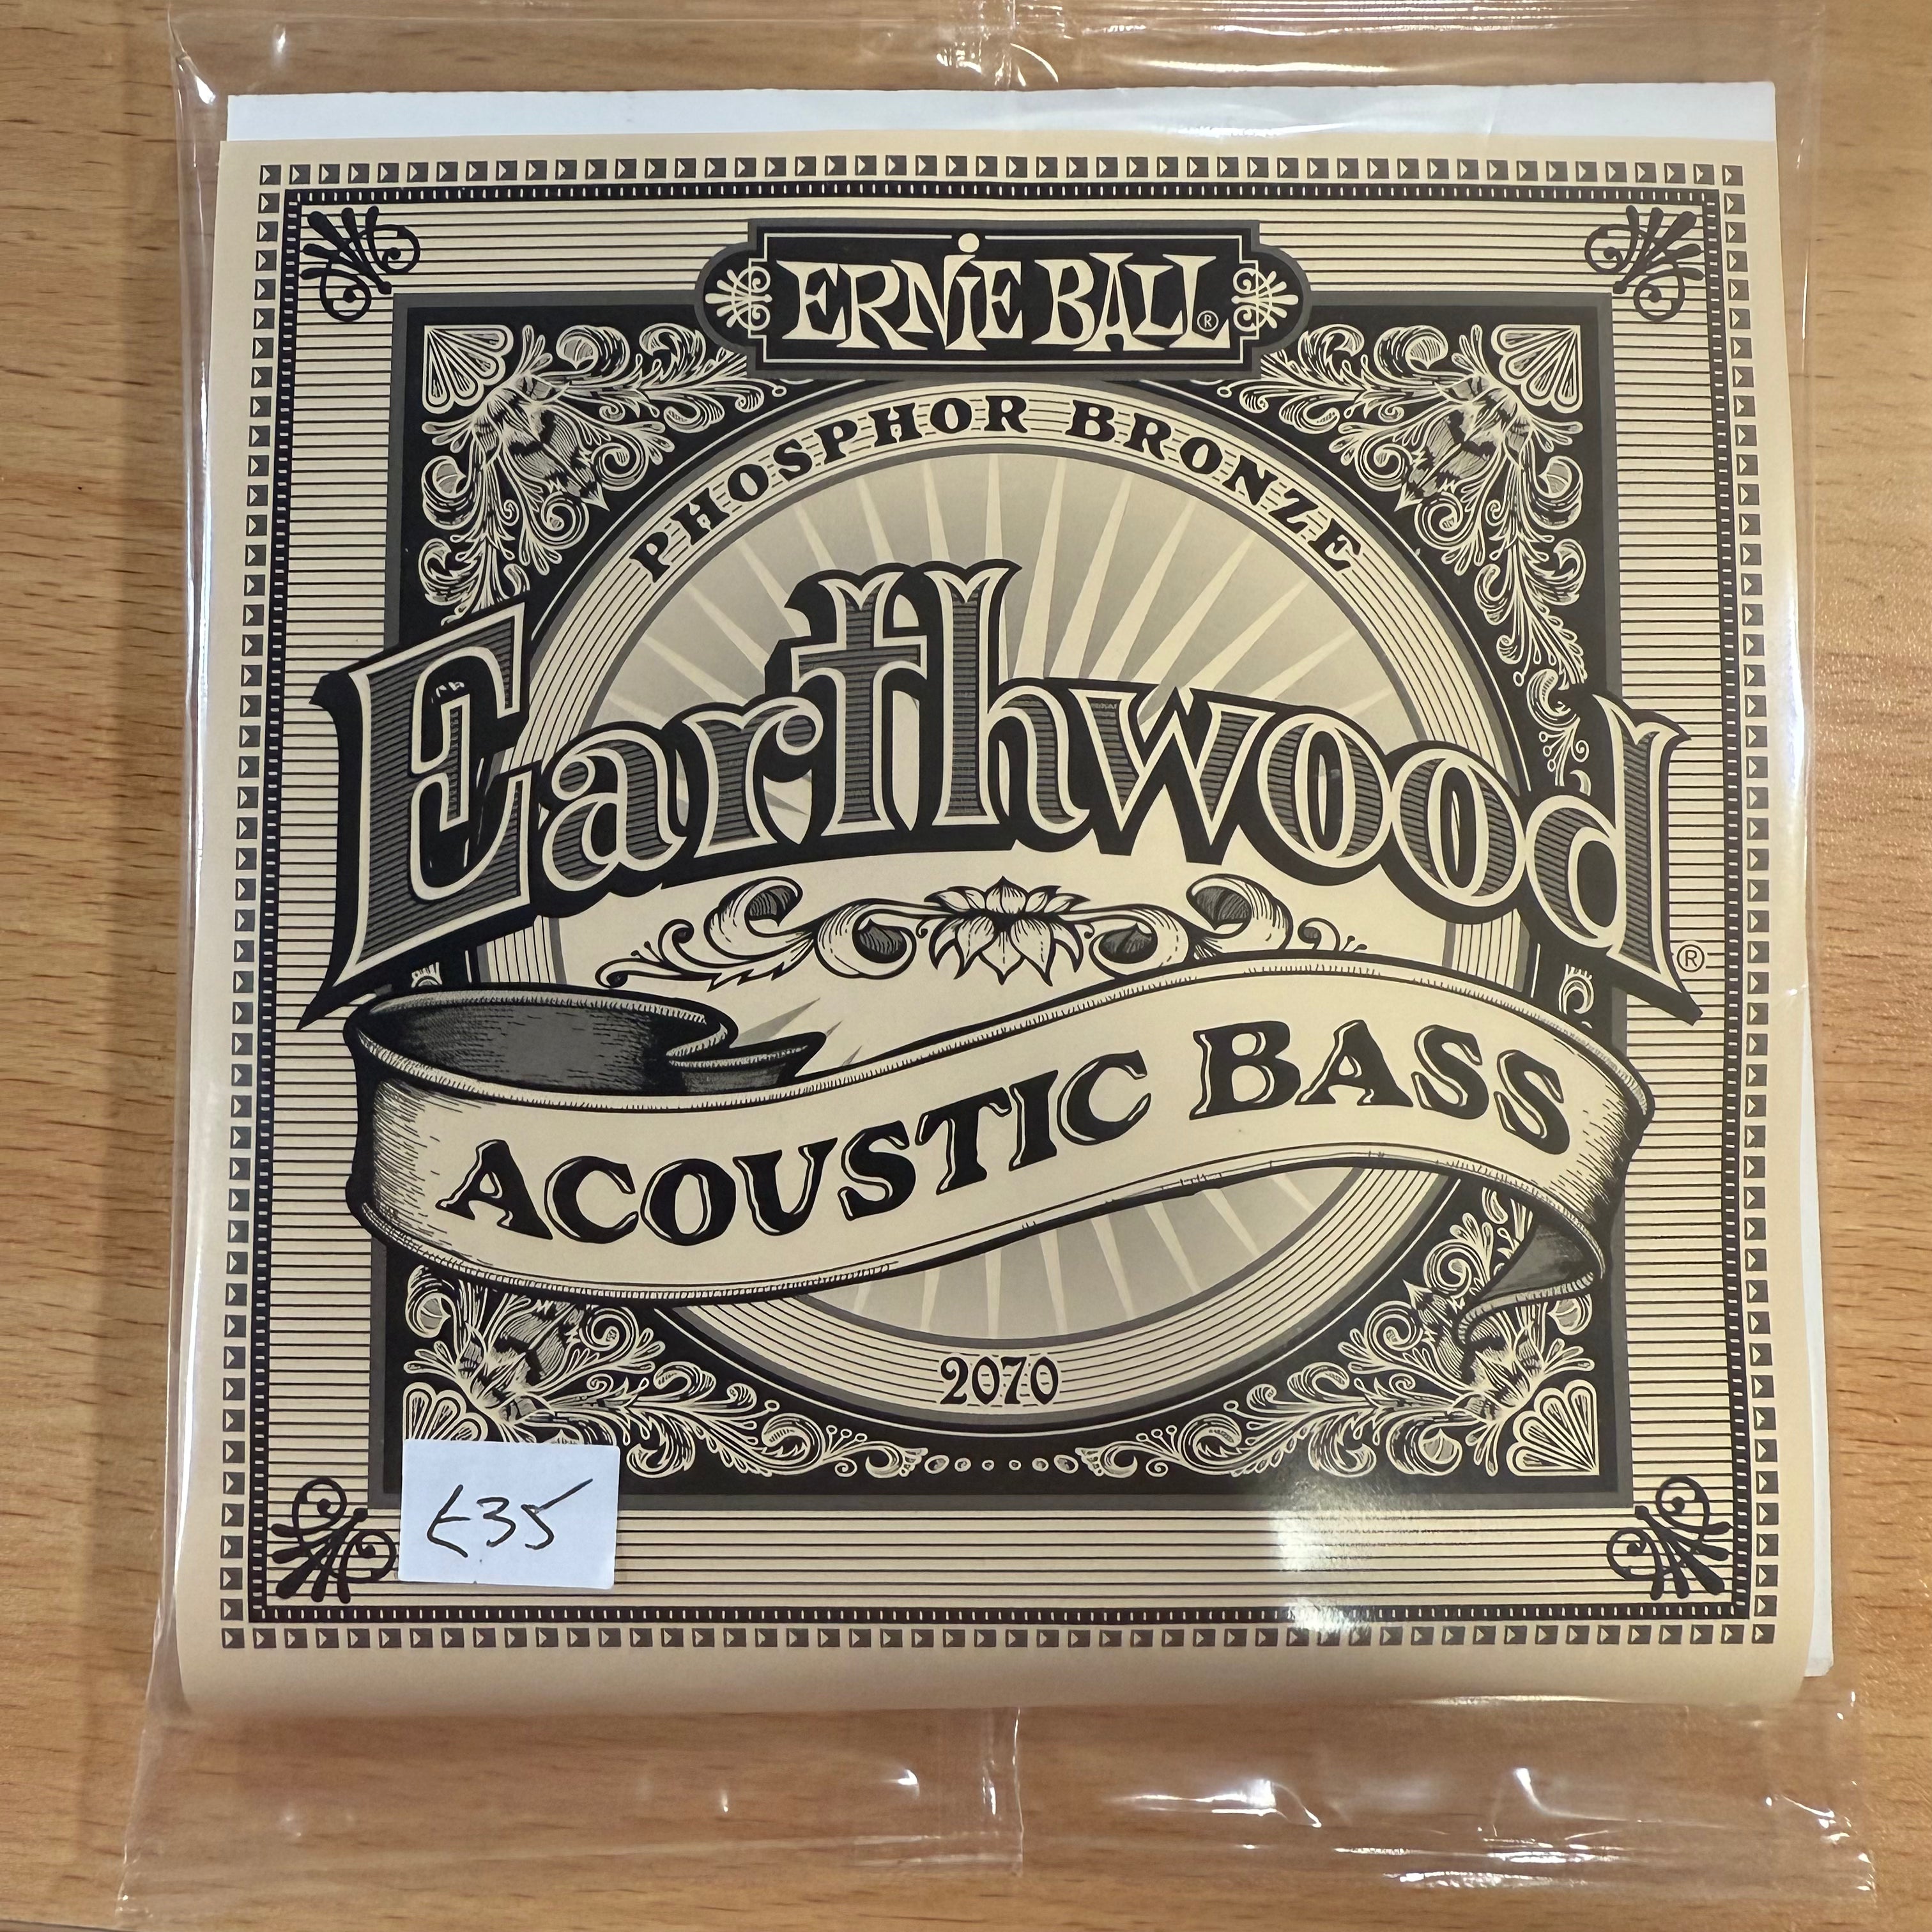 ERNiE BALL®
PHOSPHOR BRONZE
Earthwood®
ACOUSTIC BASS
2070
£35